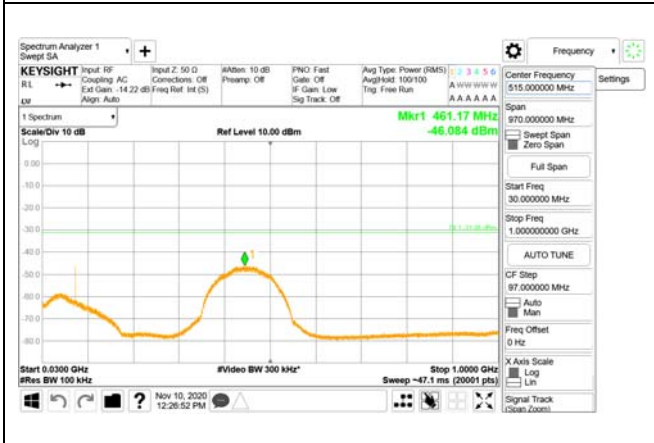 Spectrum Analyzer 1
Swept SA
+
Frequency
KEYSIGHT
Input: RF
Coupling: AC
Ext Gain: -14.22 dB
Align: Auto
Input Z: 50 Ω
Corrections: Off
Freq Ref: Int (S)
#Atten: 10 dB
Preamp: Off
PNO: Fast
Gate: Off
IF Gain: Low
Sig Track: Off
Avg Type: Power (RMS)
Avg|Hold: 100/100
Trig: Free Run
1 2 3 4 5 6
A W W W W W
A A A A A A
RL
1 Spectrum
Scale/Div 10 dB
Log
Ref Level 10.00 dBm
Mkr1 461.17 MHz
-46.084 dBm
0.00
-10.0
-20.0
-30.0
-40.0
-50.0
-60.0
-70.0
-80.0
1
Start 0.0300 GHz
#Res BW 100 kHz
#Video BW 300 kHz*
Stop 1.0000 GHz
Sweep ~47.1 ms (20001 pts)
Nov 10, 2020
12:26:52 PM
?
Center Frequency
515.000000 MHz
Settings
Span
970.000000 MHz
Swept Span
Zero Span
Full Span
Start Freq
30.000000 MHz
Stop Freq
1.000000000 GHz
AUTO TUNE
CF Step
97.000000 MHz
Auto
Man
Freq Offset
0 Hz
X Axis Scale
Log
Lin
Signal Track
(Span Zoom)